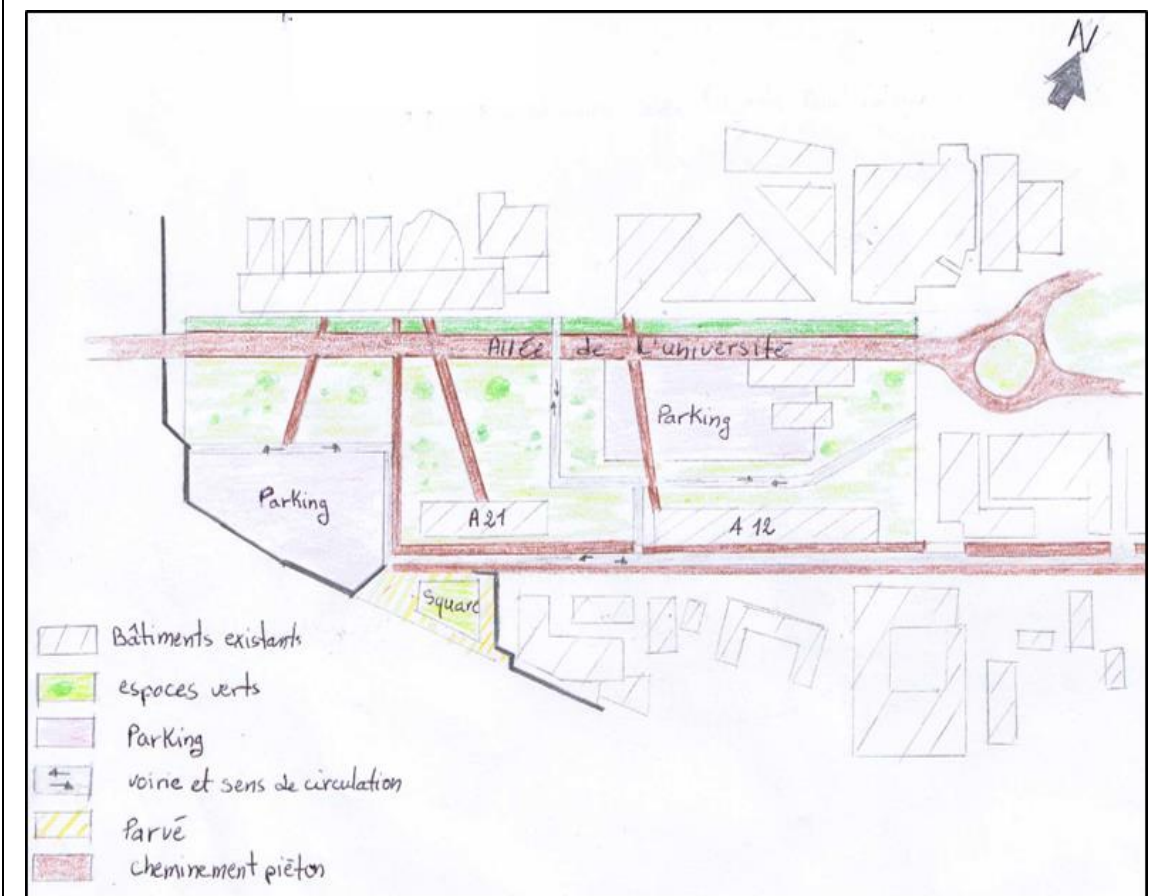 N
Allée de L'université
Parking
Parking
A21
A 12
Square
Bâtiments existants
espaces verts
Parking
voirie et sens de circulation
Parvé
cheminement piéton